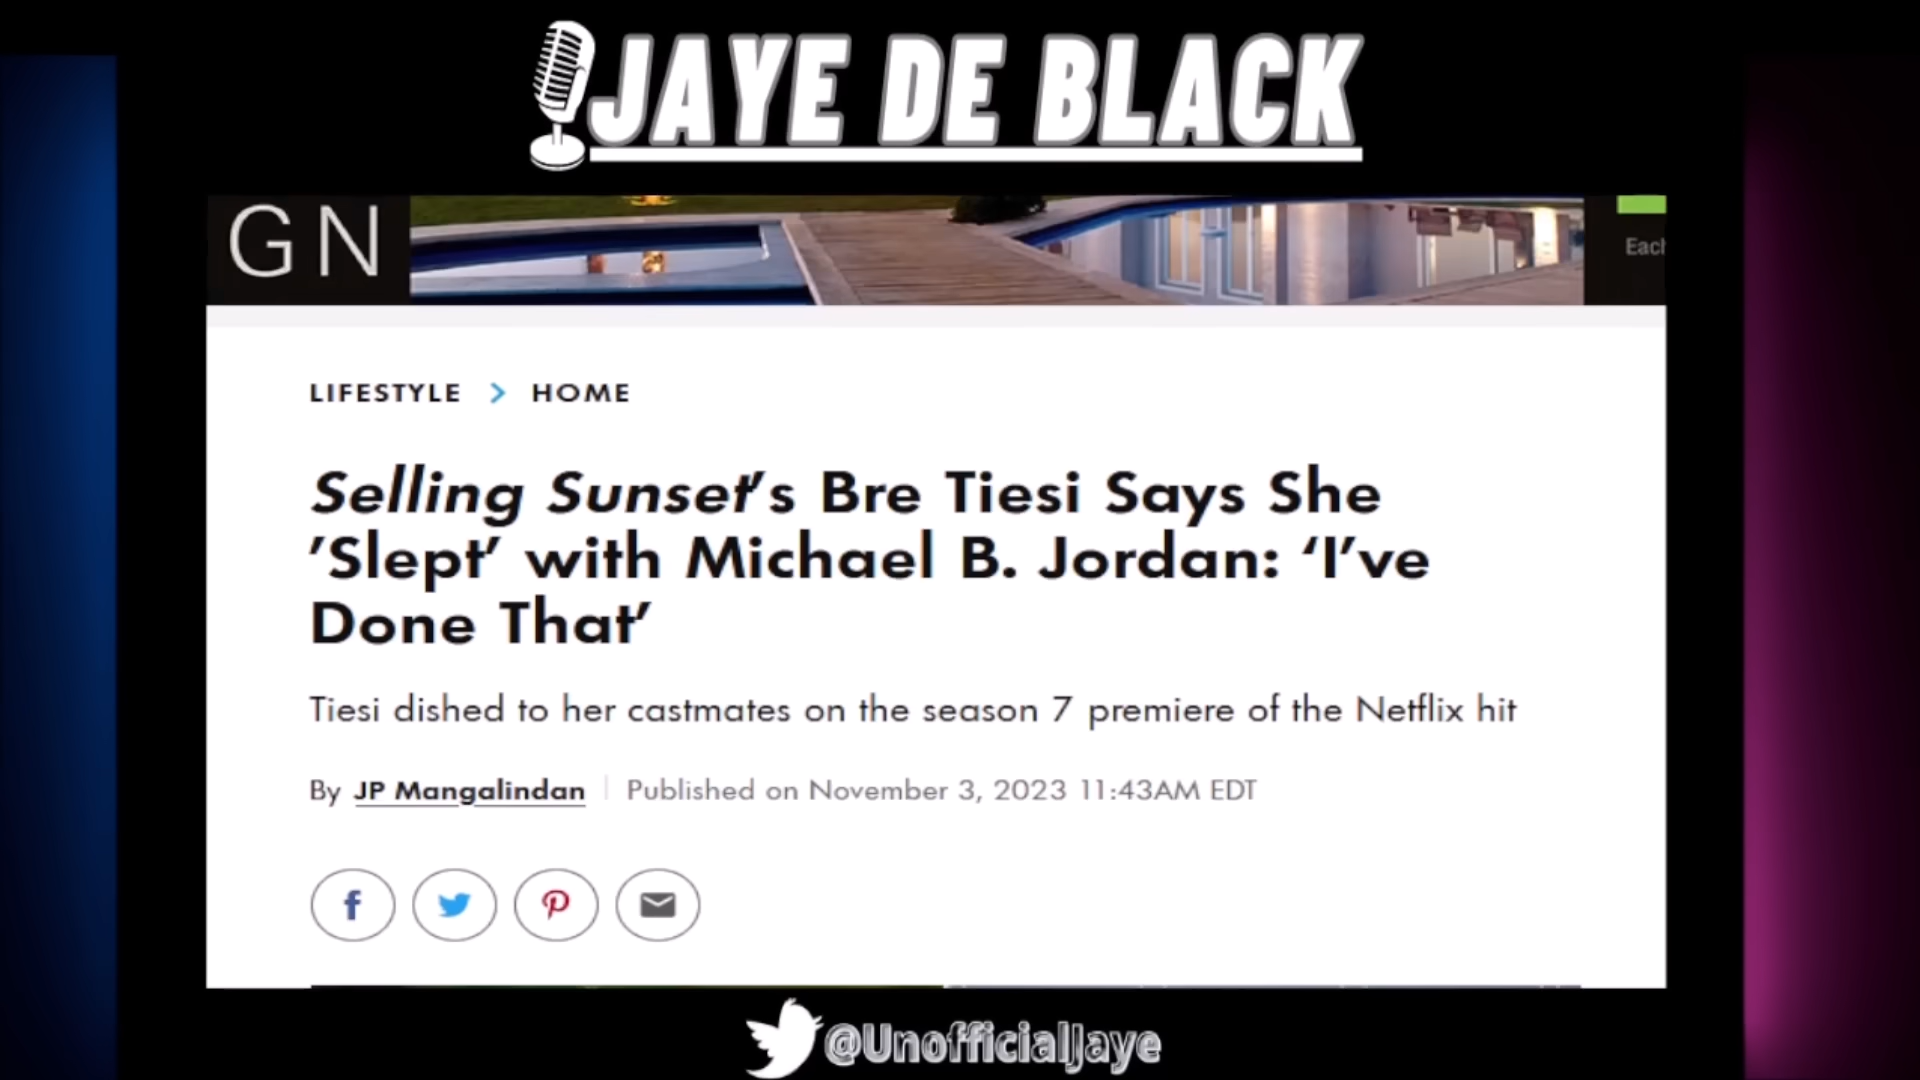 JAYE DE BLACK
GN
Each
LIFESTYLE > HOME
Selling Sunset's Bre Tiesi Says She
'Slept' with Michael B. Jordan: ‘I’ve
Done That’
Tiesi dished to her castmates on the season 7 premiere of the Netflix hit
By JP Mangalindan | Published on November 3, 2023 11:43AM EDT
@UnofficialJaye